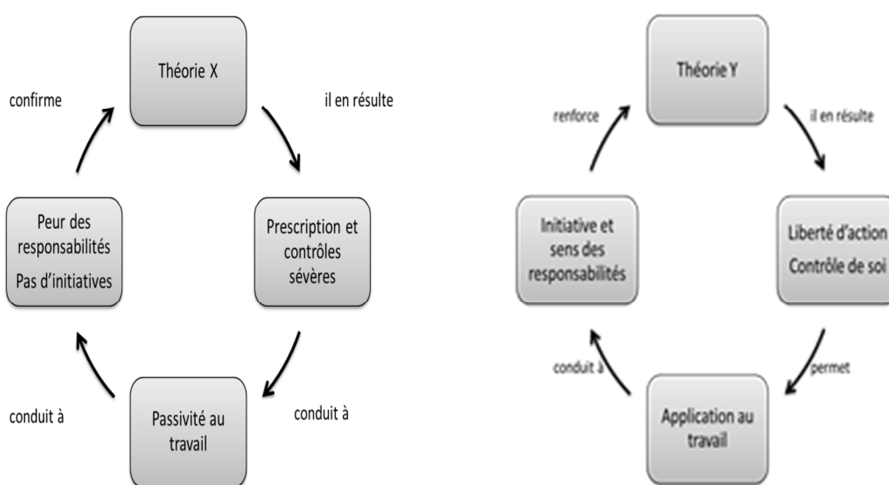 Théorie X
confirme
il en résulte
Peur des
responsabilités
Pas d'initiatives
Prescription et
contrôles
sévères
conduit à
conduit à
Passivité au
travail
Théorie Y
renforce
il en résulte
Initiative et
sens des
responsabilités
Liberté d'action
Contrôle de soi
conduit à
permet
Application au
travail